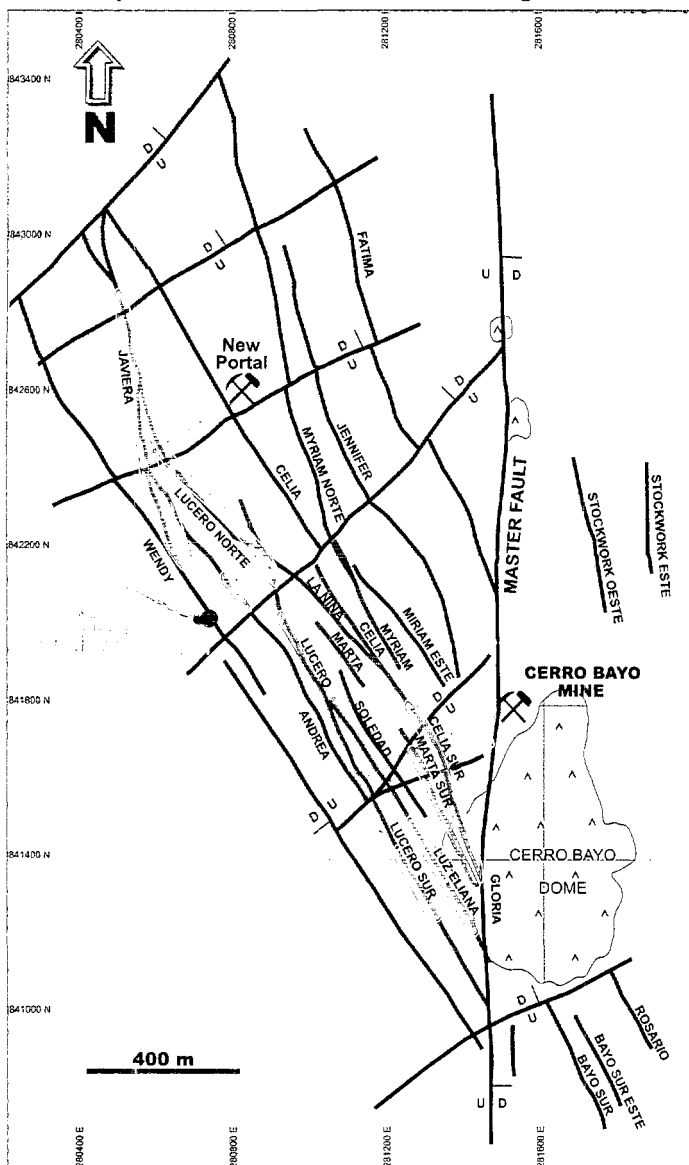 280400 E
280800 E
281200 E
281600 E
843400 N
N
D
U
843000 N
D
U
FATIMA
U D
JAVIERA
New
Portal
D
U
842600 N
D
U
MYRIAM NORTE
JENNIFER
CELIA
LUCERO NORTE
MASTER FAULT
STOCKWORK OESTE
STOCKWORK ESTE
842200 N
WENDY
LA NINA
MARTA
CELIA
MYRIAM
MIRIAM ESTE
LUCERO
CERRO BAYO
MINE
841800 N
ANDREA
SOLEDAD
D
U
CELIA SUR
MARTA SUR
D
U
841400 N
LUCERO SUR
LUZ ELIANA
GLORIA
CERRO BAYO
DOME
841000 N
D
U
400 m
ROSARIO
BAYO SUR ESTE
BAYO SUR
U D
280400 E
280800 E
281200 E
281600 E